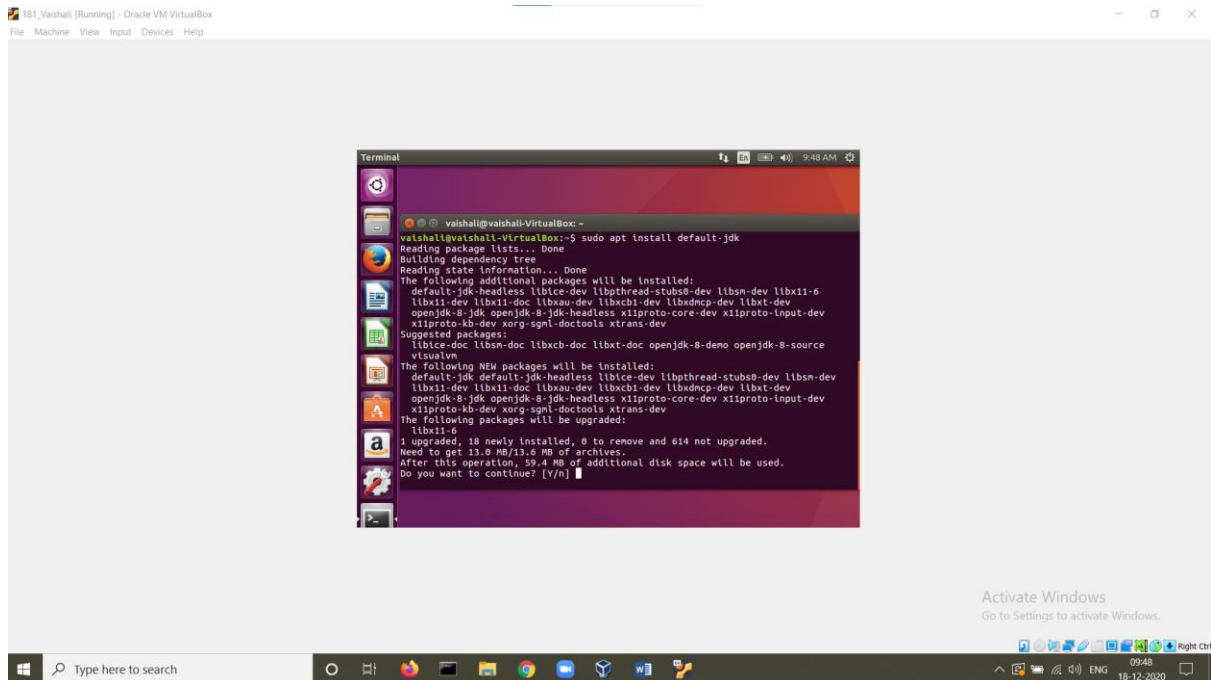 181_Vaishali [Running] - Oracle VM VirtualBox
File Machine View Input Devices Help
Terminal
En
9:48 AM
vaishali@vaishali-VirtualBox: ~
vaishali@vaishali-VirtualBox:~$ sudo apt install default-jdk
Reading package lists... Done
Building dependency tree
Reading state information... Done
The following additional packages will be installed:
default-jdk-headless libice-dev libpthread-stubs0-dev libsm-dev libx11-6
libx11-dev libx11-doc libxau-dev libxcb1-dev libxdmcp-dev libxt-dev
openjdk-8-jdk openjdk-8-jdk-headless x11proto-core-dev x11proto-input-dev
x11proto-kb-dev xorg-sgml-doctools xtrans-dev
Suggested packages:
libice-doc libsm-doc libxcb-doc libxt-doc openjdk-8-demo openjdk-8-source
visualvm
The following NEW packages will be installed:
default-jdk default-jdk-headless libice-dev libpthread-stubs0-dev libsm-dev
libx11-dev libx11-doc libxau-dev libxcb1-dev libxdmcp-dev libxt-dev
openjdk-8-jdk openjdk-8-jdk-headless x11proto-core-dev x11proto-input-dev
x11proto-kb-dev xorg-sgml-doctools xtrans-dev
The following packages will be upgraded:
libx11-6
1 upgraded, 18 newly installed, 0 to remove and 614 not upgraded.
Need to get 13.0 MB/13.6 MB of archives.
After this operation, 59.4 MB of additional disk space will be used.
Do you want to continue? [Y/n]
Activate Windows
Go to Settings to activate Windows.
Right Ctrl
Type here to search
ENG
09:48
18-12-2020